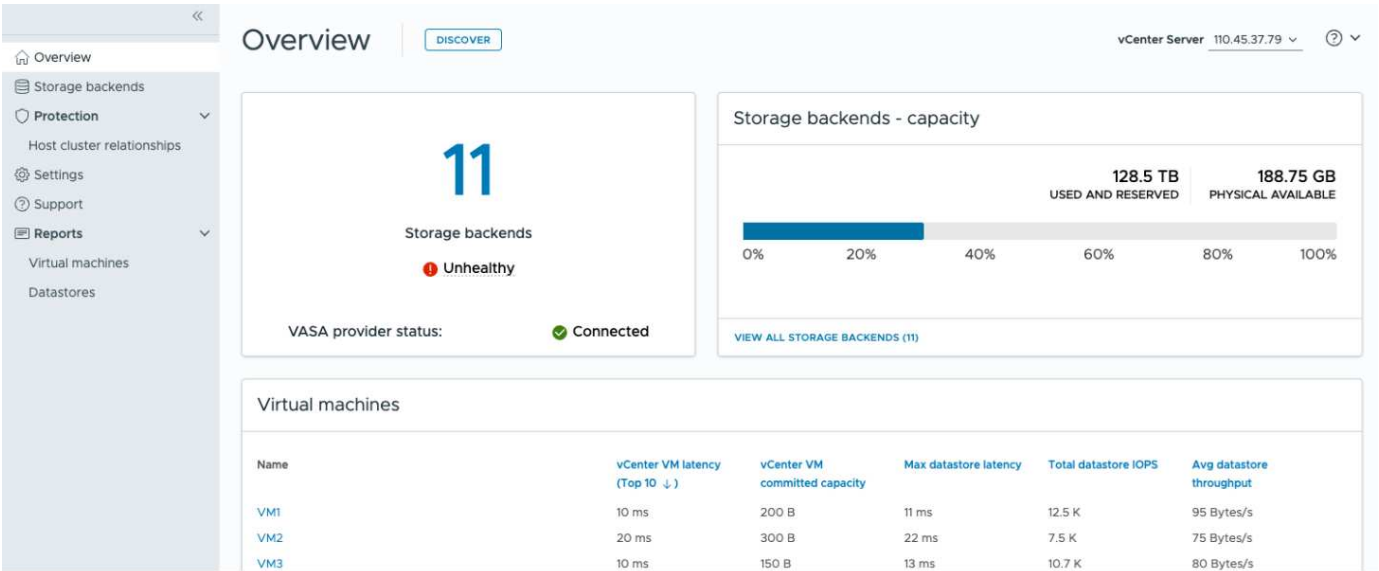 «
Overview
Storage backends
Protection
Host cluster relationships
Settings
Support
Reports
Virtual machines
Datastores
Overview DISCOVER vCenter Server 110.45.37.79 ?
11
Storage backends
! Unhealthy
VASA provider status: Connected
Storage backends - capacity
128.5 TB 188.75 GB
USED AND RESERVED PHYSICAL AVAILABLE
0% 20% 40% 60% 80% 100%
VIEW ALL STORAGE BACKENDS (11)
Virtual machines
Name vCenter VM latency vCenter VM Max datastore latency Total datastore IOPS Avg datastore
(Top 10 ↓ ) committed capacity throughput
VM1 10 ms 200 B 11 ms 12.5 K 95 Bytes/s
VM2 20 ms 300 B 22 ms 7.5 K 75 Bytes/s
VM3 10 ms 150 B 13 ms 10.7 K 80 Bytes/s